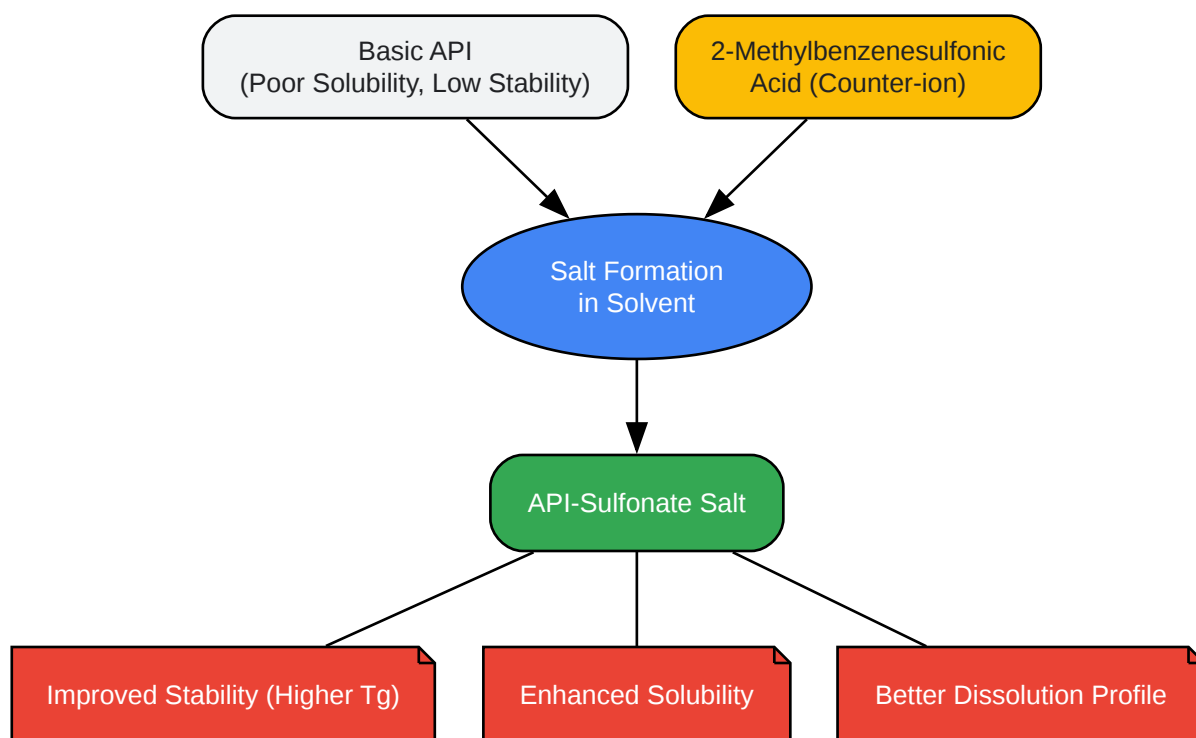 Basic API
(Poor Solubility, Low Stability)
2-Methylbenzenesulfonic
Acid (Counter-ion)
Salt Formation
in Solvent
API-Sulfonate Salt
Improved Stability (Higher Tg)
Enhanced Solubility
Better Dissolution Profile